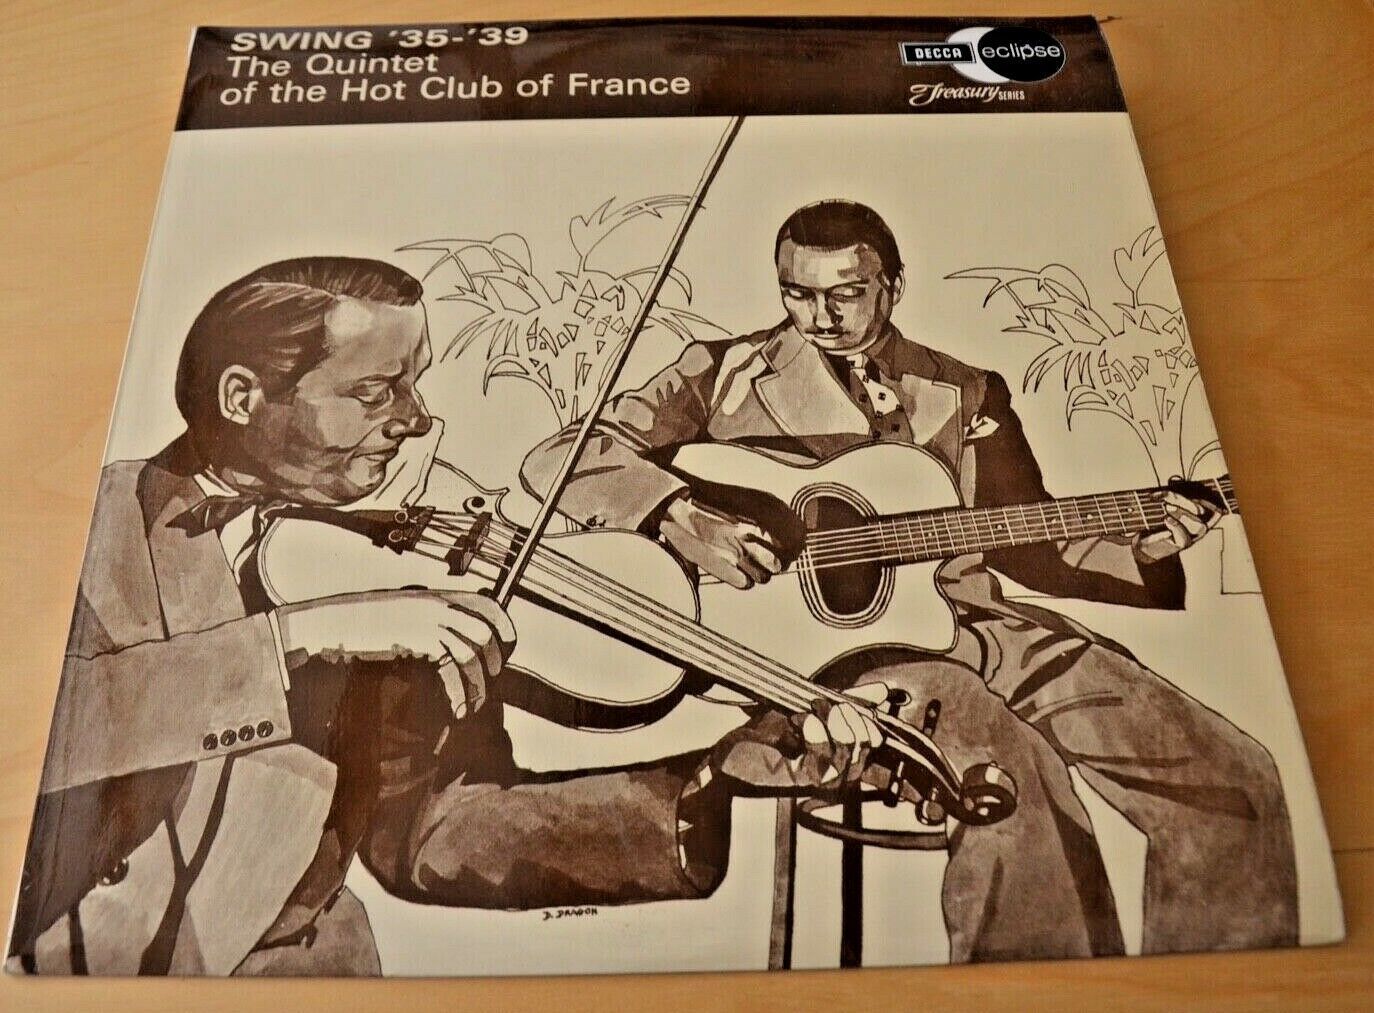 SWING '35-'39
The Quintet
of the Hot Club of France
DECCA eclipse
Treasury SERIES
D. DRAGON